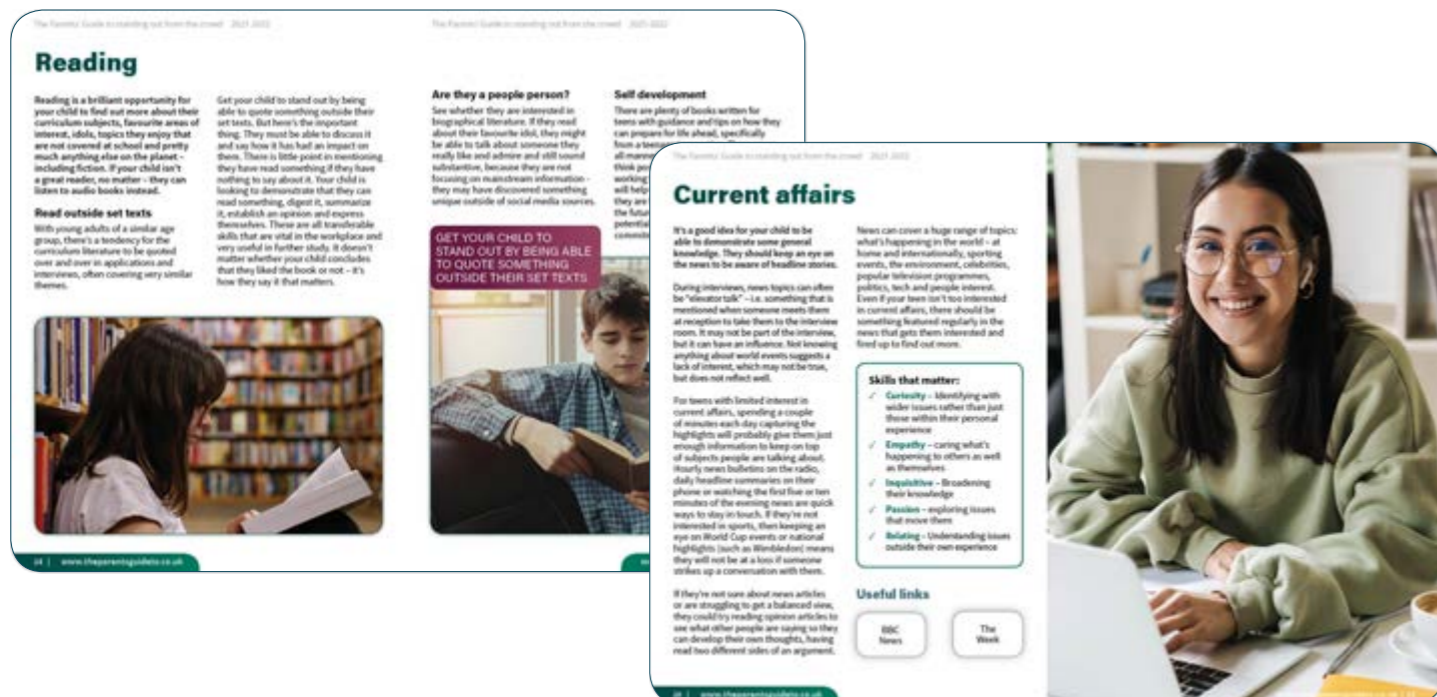 The Parents' Guide to standing out from the crowd 2021-2022
Reading
Reading is a brilliant opportunity for
your child to find out more about their
curriculum subjects, favourite areas of
interest, idols, topics they enjoy that
are not covered at school and pretty
much anything else on the planet –
including fiction. If your child isn't
a great reader, no matter – they can
listen to audio books instead.
Read outside set texts
With young adults of a similar age
group, there's a tendency for the
curriculum literature to be quoted
over and over in applications and
interviews, often covering very similar
themes.
Get your child to stand out by being
able to quote something outside their
set texts. But here's the important
thing. They must be able to discuss it
and say how it has had an impact on
them. There is little point in mentioning
they have read something if they have
nothing to say about it. Your child is
looking to demonstrate that they can
read something, digest it, summarize
it, establish an opinion and express
themselves. These are all transferable
skills that are vital in the workplace and
very useful in further study. It doesn't
matter whether your child concludes
that they liked the book or not – it's
how they say it that matters.
www.theparentsguideto.co.uk
The Parents' Guide to standing out from the crowd 2021-2022
Are they a people person?
See whether they are interested in
biographical literature. If they read
about their favourite idol, they might
be able to talk about someone they
really like and admire and still sound
substantive, because they are not
focusing on mainstream information –
they may have discovered something
unique outside of social media sources.
GET YOUR CHILD TO
STAND OUT BY BEING ABLE
TO QUOTE SOMETHING
OUTSIDE THEIR SET TEXTS
Self development
There are plenty of books written for
teens with guidance and tips on how they
can prepare for life ahead, specifically
from a
all
think
working
will help
they are
the
The Parents' Guide to standing out from the crowd 2021-2022
Current affairs
It's a good idea for your child to be
able to demonstrate some general
knowledge. They should keep an eye on
the news to be aware of headline stories.
During interviews, news topics can often
be "elevator talk" – i.e. something that is
mentioned when someone meets them
at reception to take them to the interview
room. It may not be part of the interview,
but it can have an influence. Not knowing
anything about world events suggests a
lack of interest, which may not be true,
but does not reflect well.
For teens with limited interest in
current affairs, spending a couple
of minutes each day capturing the
highlights will probably give them just
enough information to keep on top
of subjects people are talking about.
Hourly news bulletins on the radio,
daily headline summaries on their
phone or watching the first five or ten
minutes of the evening news are quick
ways to stay in touch. If they're not
interested in sports, then keeping an
eye on World Cup events or national
highlights (such as Wimbledon) means
they will not be at a loss if someone
strikes up a conversation with them.
If they're not sure about news articles
or are struggling to get a balanced view,
they could try reading opinion articles to
see what other people are saying so they
can develop their own thoughts, having
read two different sides of an argument.
News can cover a huge range of topics:
what's happening in the world – at
home and internationally, sporting
events, the environment, celebrities,
popular television programmes,
politics, tech and people interest.
Even if your teen isn't too interested
in current affairs, there should be
something featured regularly in the
news that gets them interested and
fired up to find out more.
Skills that matter:
✓ Curiosity – Identifying with
wider issues rather than just
those within their personal
experience
✓ Empathy – caring what's
happening to others as well
as themselves
✓ Inquisitive – Broadening
their knowledge
✓ Passion – exploring issues
that move them
✓ Relating – Understanding issues
outside their own experience
Useful links
BBC
News
The
Week
www.theparentsguideto.co.uk